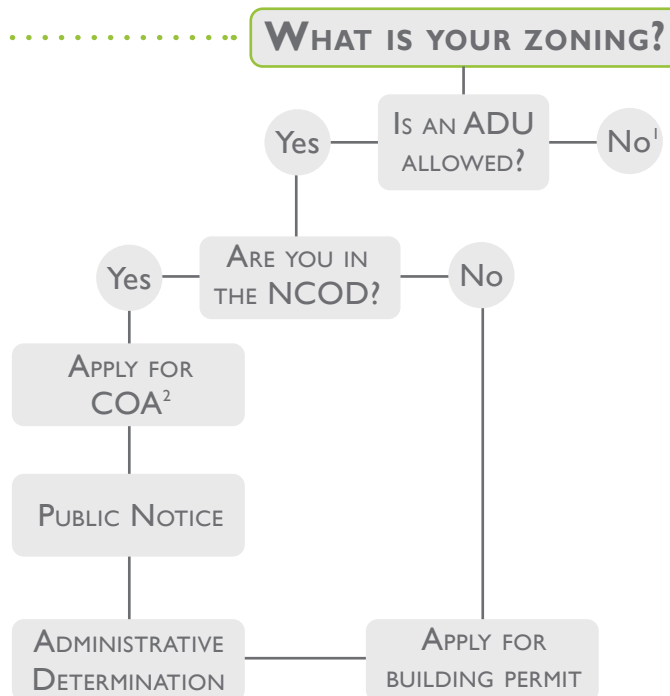 WHAT IS YOUR ZONING?
IS AN ADU
ALLOWED?
Yes
No¹
ARE YOU IN
THE NCOD?
Yes
No
APPLY FOR
COA²
PUBLIC NOTICE
ADMINISTRATIVE
DETERMINATION
APPLY FOR
BUILDING PERMIT